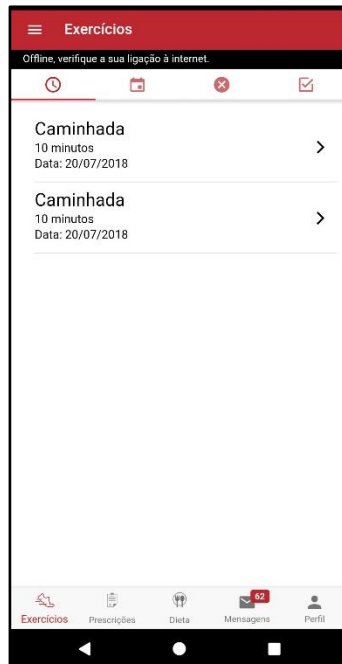 Exercícios
Offline, verifique a sua ligação à internet.
Caminhada
10 minutos
Data: 20/07/2018
Caminhada
10 minutos
Data: 20/07/2018
62
Exercícios Prescrições Dieta Mensagens Perfil